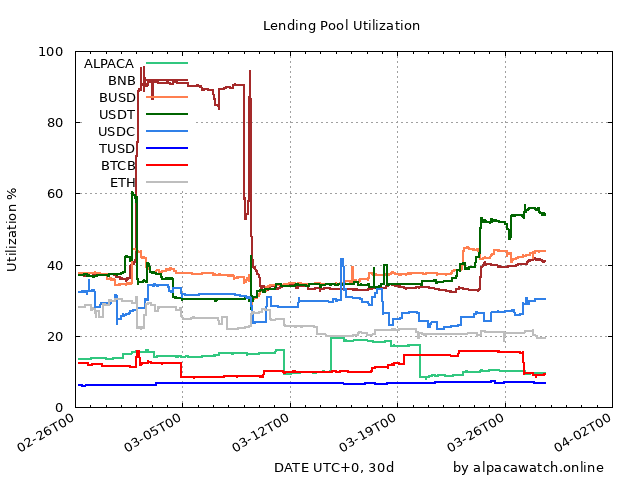 Lending Pool Utilization
100
80
60
40
20
0
Utilization %
ALPACA
BNB
BUSD
USDT
USDC
TUSD
BTCB
ETH
02-26T00
03-05T00
03-12T00
03-19T00
03-26T00
04-02T00
DATE UTC+0, 30d
by alpacawatch.online